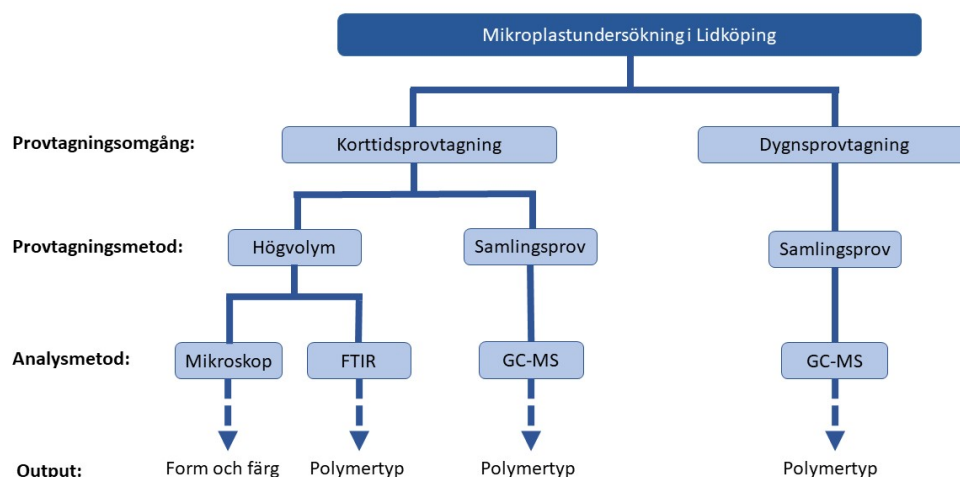 Mikroplastundersökning i Lidköping
Provtagningsomgång: Korttidsprovtagning Dygnsprovtagning
Provtagningsmetod: Högvolym Samlingsprov Samlingsprov
Analysmetod: Mikroskop FTIR GC-MS GC-MS
Output: Form och färg Polymertyp Polymertyp Polymertyp